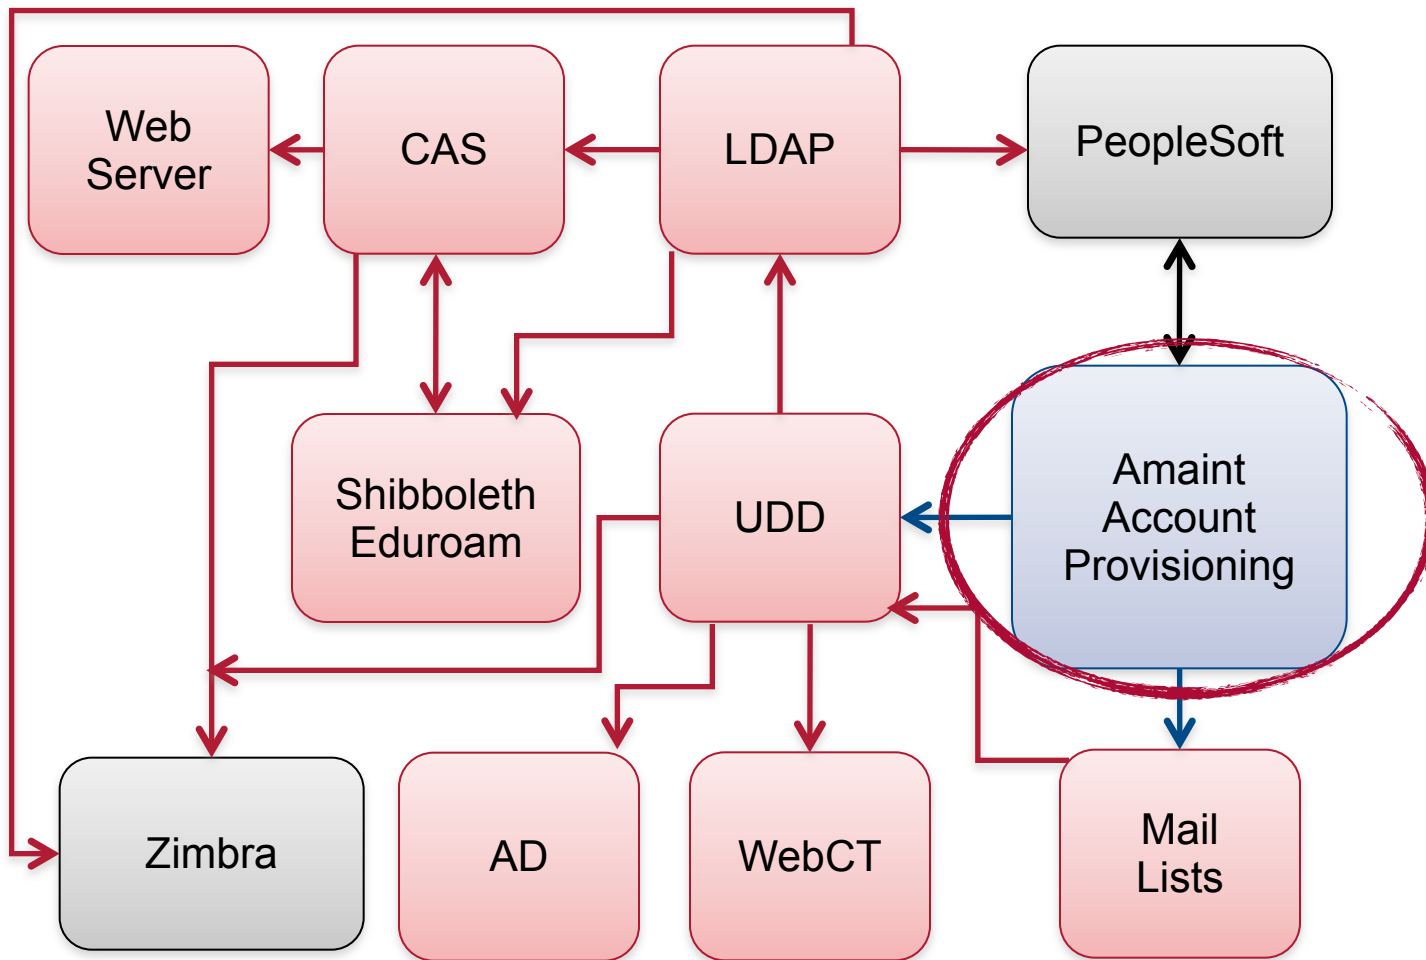 Web
Server
CAS
LDAP
PeopleSoft
Shibboleth
Eduroam
UDD
Amaint
Account
Provisioning
Zimbra
AD
WebCT
Mail
Lists